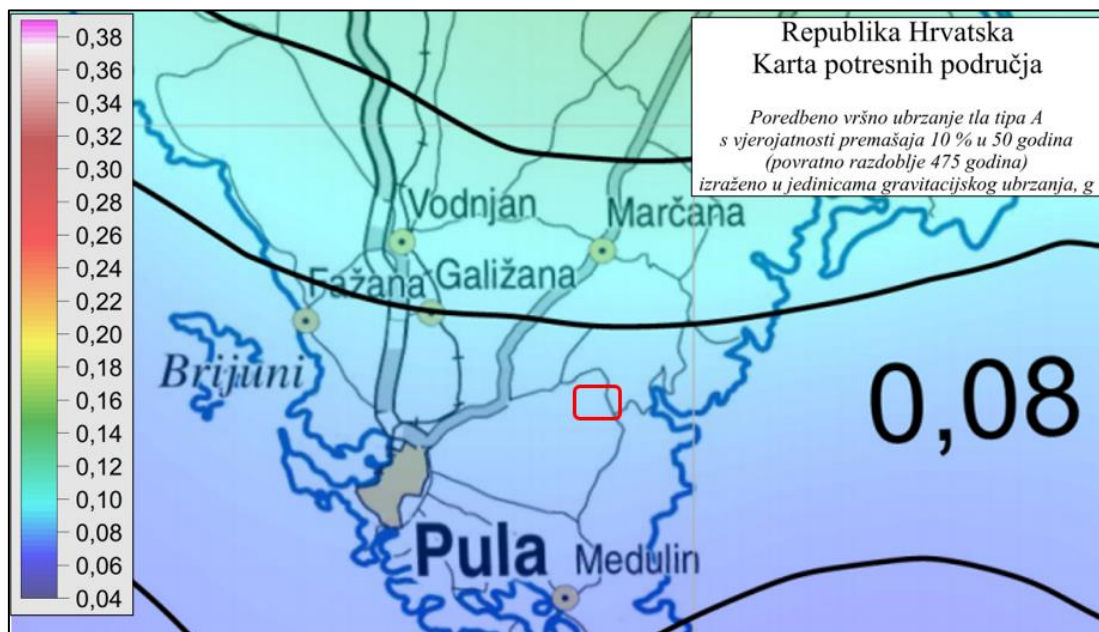 0,38
0,36
0,34
0,32
0,30
0,28
0,26
0,24
0,22
0,20
0,18
0,16
0,14
0,12
0,10
0,08
0,06
0,04
Republika Hrvatska
Karta potresnih područja
Poredbeno vršno ubrzanje tla tipa A
s vjerojatnosti premašaja 10 % u 50 godina
(povratno razdoblje 475 godina)
izraženo u jedinicama gravitacijskog ubrzanja, g
Vodnjan
Marčana
Fažana
Galižana
Brijuni
0,08
Pula
Medulin